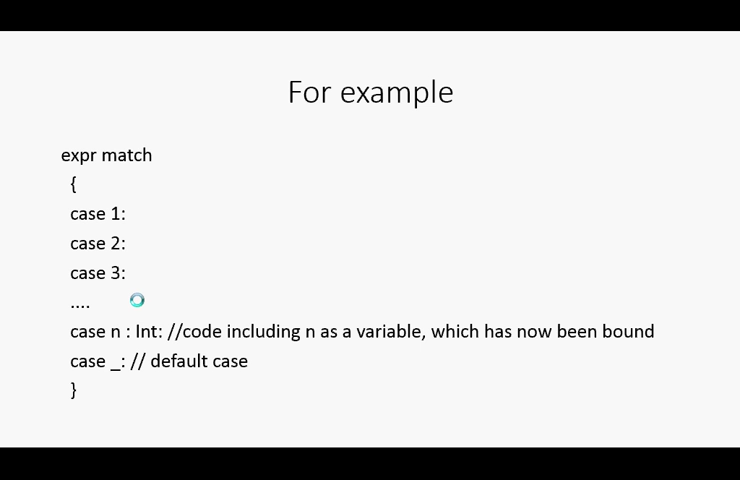 For example
expr match
{
case 1:
case 2:
case 3:
....
case n : Int: //code including n as a variable, which has now been bound
case _: // default case
}